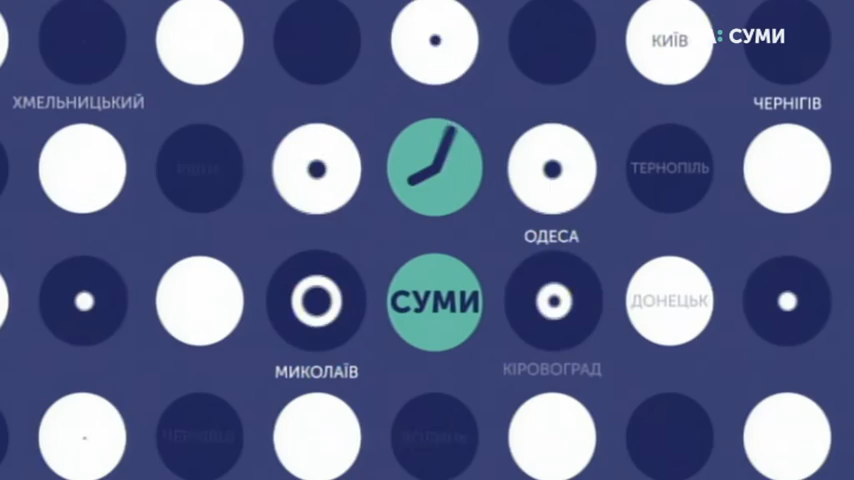 КИЇВ
: СУМИ
ХМЕЛЬНИЦЬКИЙ
ЧЕРНІГІВ
ТЕРНОПІЛЬ
ОДЕСА
СУМИ
ДОНЕЦЬК
МИКОЛАЇВ
КІРОВОГРАД